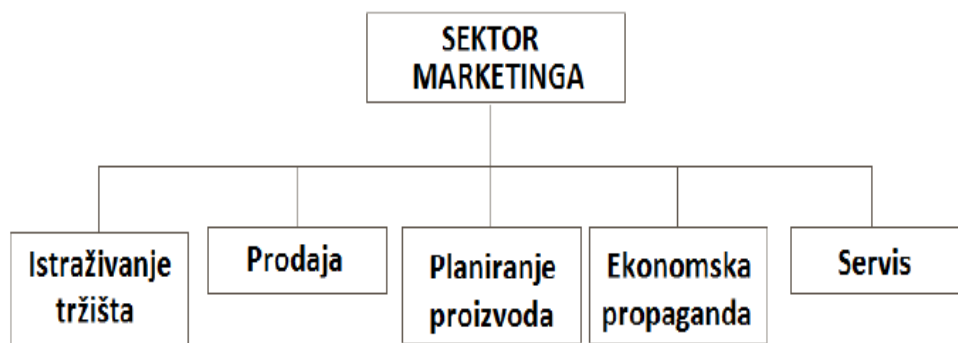 SEKTOR
MARKETINGA
Istraživanje
tržišta
Prodaja
Planiranje
proizvoda
Ekonomska
propaganda
Servis